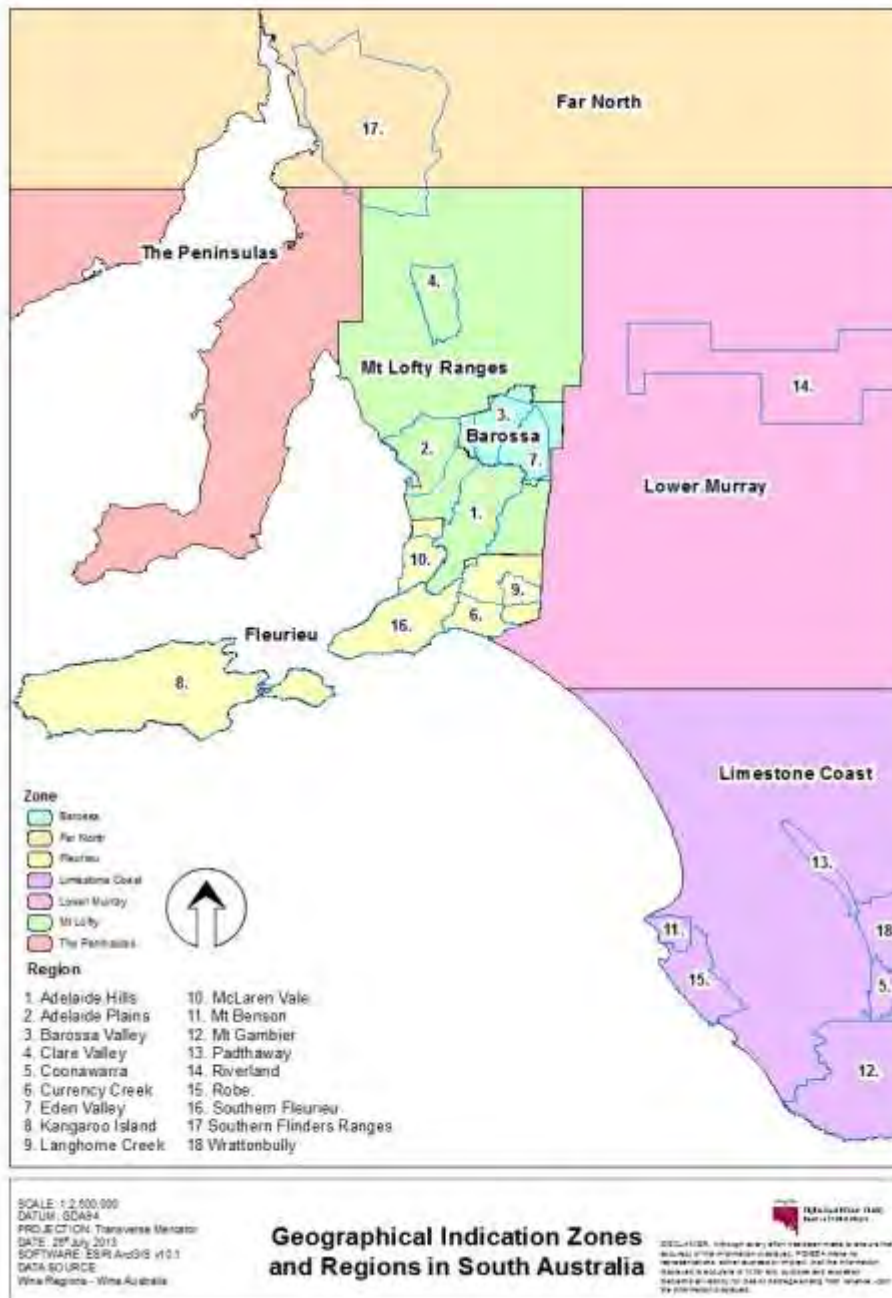 Far North
17.
The Peninsulas
4.
Mt Lofty Ranges
14.
3.
Barossa
2.
7.
Lower Murray
1.
10.
9.
6.
16.
Fleurieu
8.
Limestone Coast
13.
11.
18
15.
5.
12.
Zone
Barossa
Far North
Fleurieu
Limestone Coast
Lower Murray
Mt Lofty
The Peninsulas
Region
1. Adelaide Hills
2 Adelaide Plains
3. Barossa Valley
4. Clare Valley
5. Coonawarra
6. Currency Creek
7. Eden Valley
8. Kangaroo Island
9. Langhorne Creek
10. McLaren Vale
11. Mt Benson
12. Mt Gambier
13. Padthaway
14. Riverland
15. Robe.
16. Southern Fleurieu
17 Southern Flinders Ranges
18 Wrattonbully
SCALE: 1:2,500,000
DATUM: GDA94
PROJECTION: Transverse Mercator
DATE: 25th July 2013
SOFTWARE: ESRI ArcGIS v10.1
DATA SOURCE:
Wine Regions - Wine Australia
Geographical Indication Zones
and Regions in South Australia